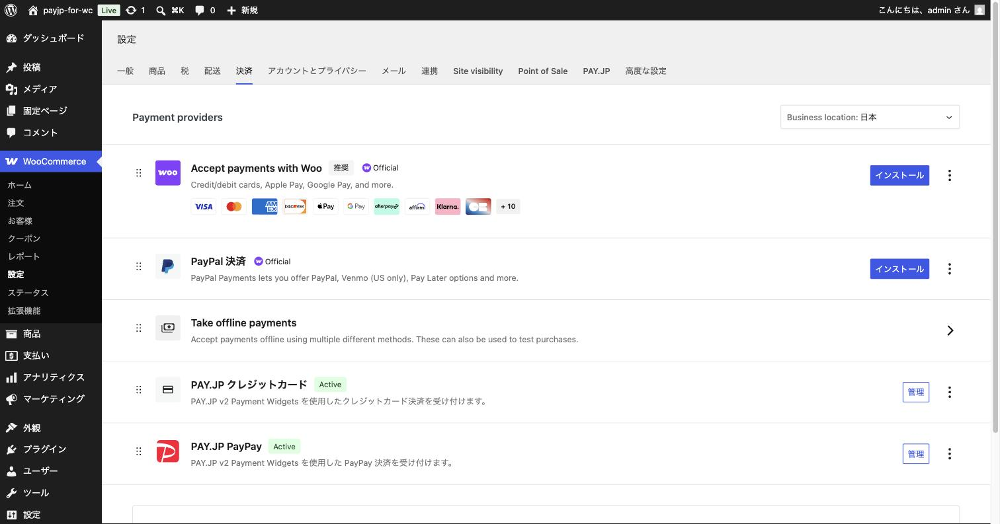 payjp-for-wc Live 1 ⌘K 0 新規
こんにちは、admin さん
ダッシュボード
投稿
メディア
固定ページ
コメント
WooCommerce
ホーム
注文
お客様
クーポン
レポート
設定
ステータス
拡張機能
商品
支払い
アナリティクス
マーケティング
外観
プラグイン
ユーザー
ツール
設定
設定
一般 商品 税 配送 決済 アカウントとプライバシー メール 連携 Site visibility Point of Sale PAY.JP 高度な設定
Payment providers
Business location: 日本
woo
Accept payments with Woo 推奨 Official
Credit/debit cards, Apple Pay, Google Pay, and more.
VISA AM EX DISCOVER Pay G Pay afterpay affirm Klarna. + 10
インストール
PayPal 決済 Official
PayPal Payments lets you offer PayPal, Venmo (US only), Pay Later options and more.
インストール
Take offline payments
Accept payments offline using multiple different methods. These can also be used to test purchases.
PAY.JP クレジットカード Active
PAY.JP v2 Payment Widgets を使用したクレジットカード決済を受け付けます。
管理
PAY.JP PayPay Active
PAY.JP v2 Payment Widgets を使用した PayPay 決済を受け付けます。
管理